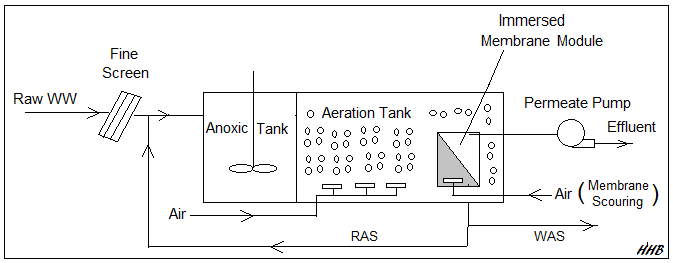 Immersed
Membrane Module
Fine
Screen
Raw WW
Anoxic Tank
Aeration Tank
Permeate Pump
Effluent
Air
Air (Membrane
Scouring)
RAS
WAS
HHB